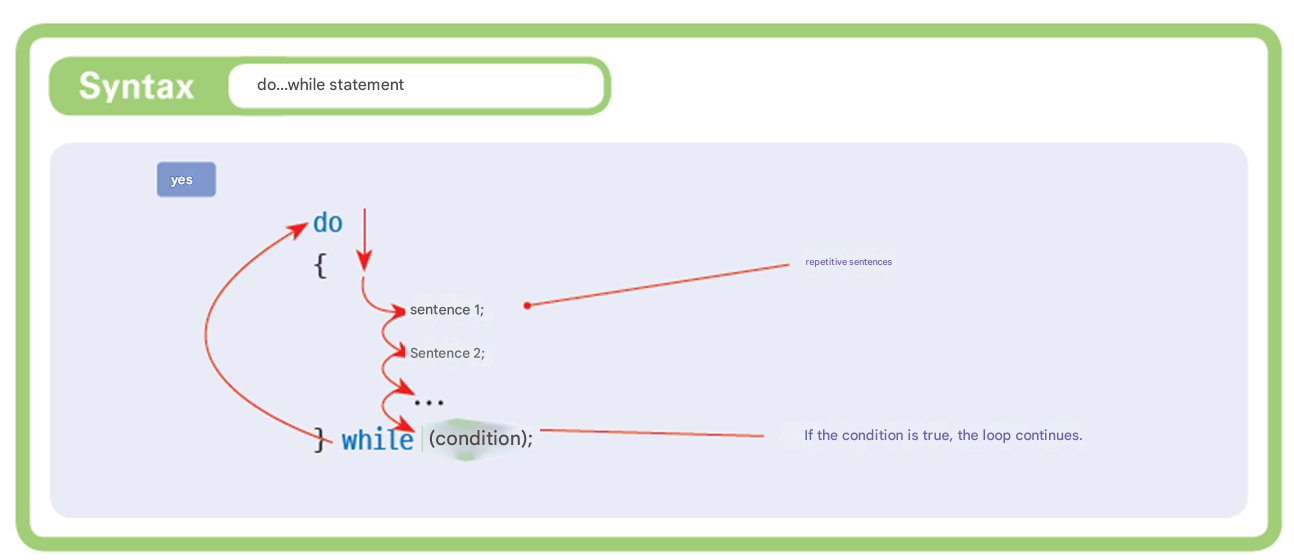 Syntax
do...while statement
yes
do
{
repetitive sentences
sentence 1;
Sentence 2;
...
} while (condition);
If the condition is true, the loop continues.